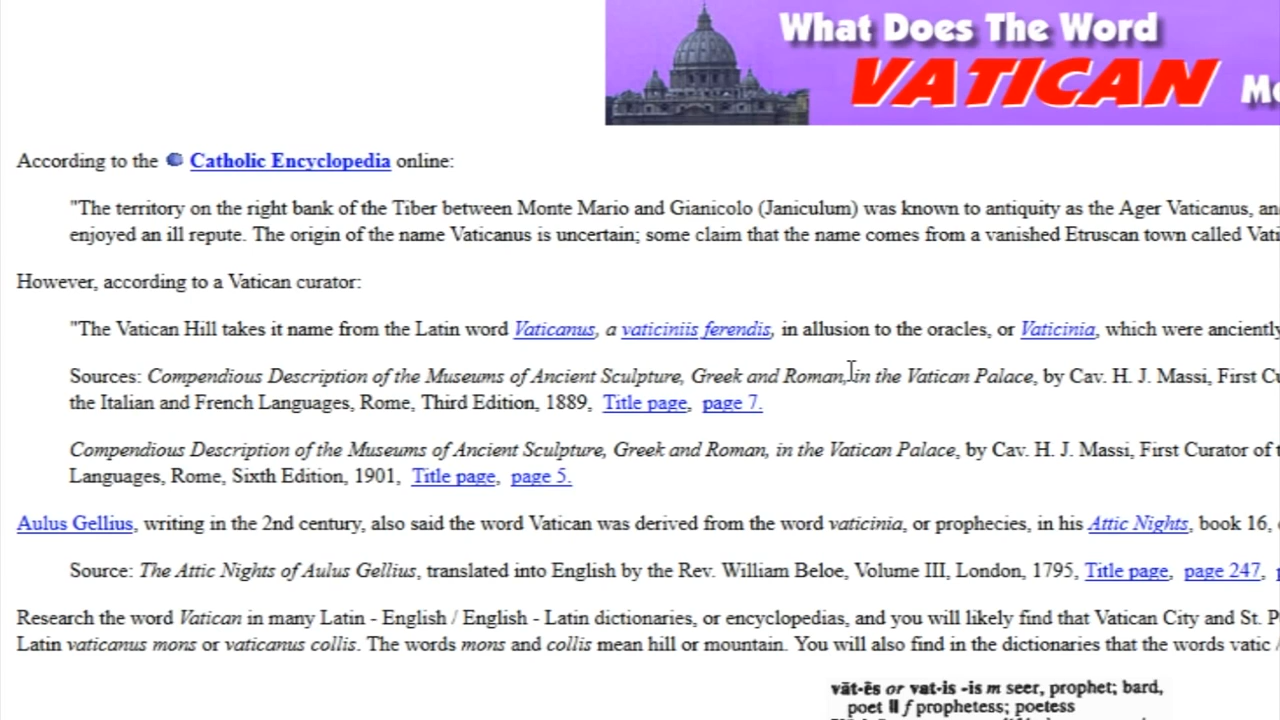 What Does The Word
VATICAN
According to the Catholic Encyclopedia online:
"The territory on the right bank of the Tiber between Monte Mario and Gianicolo (Janiculum) was known to antiquity as the Ager Vaticanus,
enjoyed an ill repute. The origin of the name Vaticanus is uncertain; some claim that the name comes from a vanished Etruscan town called
However, according to a Vatican curator:
"The Vatican Hill takes it name from the Latin word Vaticanus, a vaticiniis ferendis, in allusion to the oracles, or Vaticinia, which were anciently
Sources: Compendious Description of the Museums of Ancient Sculpture, Greek and Roman, in the Vatican Palace, by Cav. H. J. Massi, First
the Italian and French Languages, Rome, Third Edition, 1889, Title page, page 7.
Compendious Description of the Museums of Ancient Sculpture, Greek and Roman, in the Vatican Palace, by Cav. H. J. Massi, First Curator of
Languages, Rome, Sixth Edition, 1901, Title page, page 5.
Aulus Gellius, writing in the 2nd century, also said the word Vatican was derived from the word vaticinia, or prophecies, in his Attic Nights, book 16,
Source: The Attic Nights of Aulus Gellius, translated into English by the Rev. William Beloe, Volume III, London, 1795, Title page, page 247,
Research the word Vatican in many Latin - English / English - Latin dictionaries, or encyclopedias, and you will likely find that Vatican City and St.
Latin vaticanus mons or vaticanus collis. The words mons and collis mean hill or mountain. You will also find in the dictionaries that the words vatic /
vāt·ēs or vat·is -is m seer, prophet; bard,
poet II f prophetess; poetess